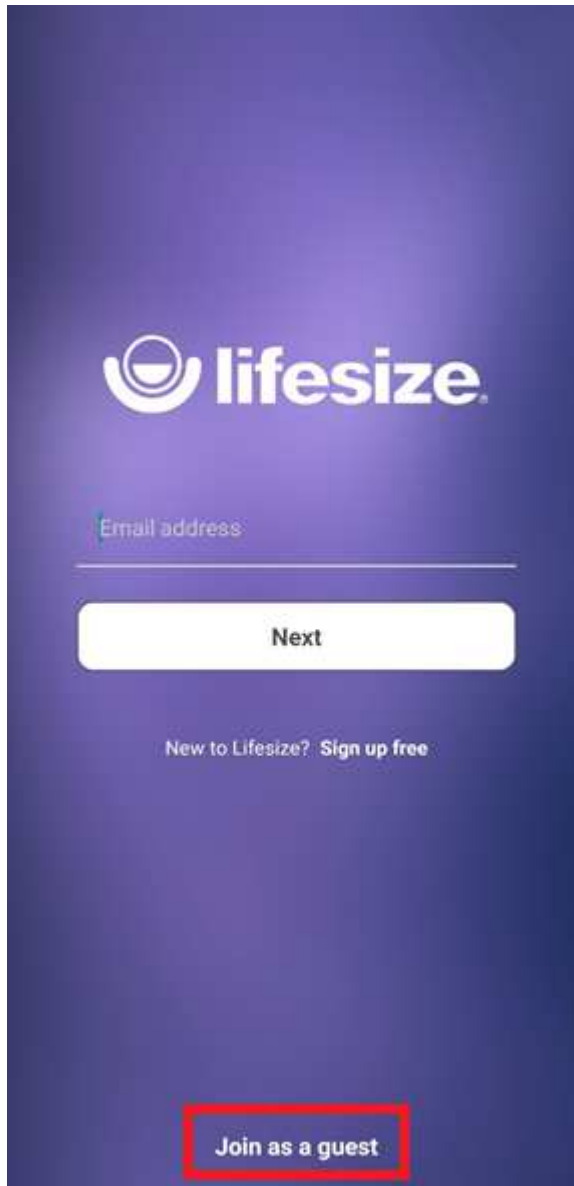 lifesize®
Email address
Next
New to Lifesize? Sign up free
Join as a guest